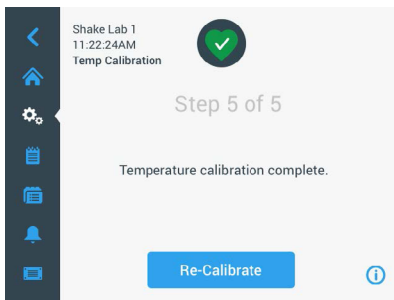 Shake Lab 1
11:22:24AM
Temp Calibration
Step 5 of 5
Temperature calibration complete.
Re-Calibrate